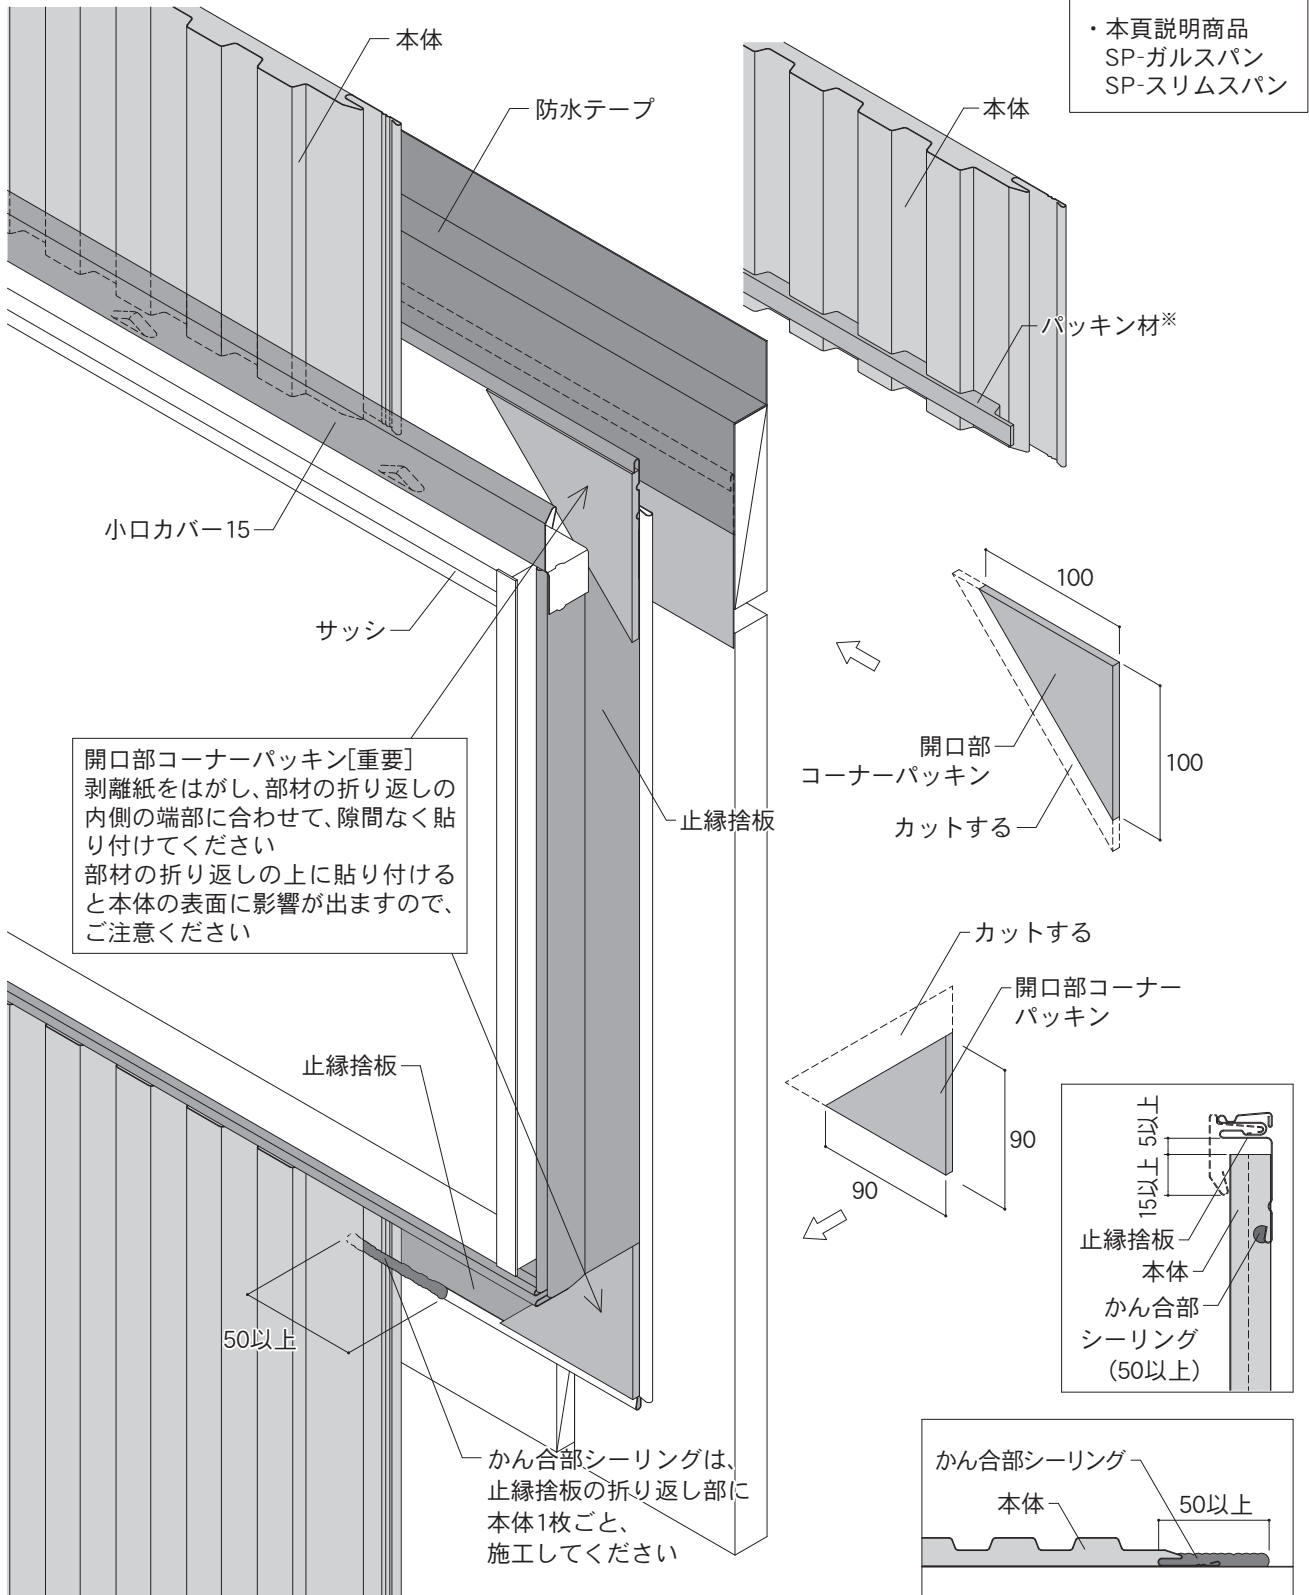 ・本頁説明商品
SP-ガルスパン
SP-スリムスパン
本体
防水テープ
本体
パッキン材※
小口カバー15
サッシ
100
100
開口部
コーナーパッキン
カットする
開口部コーナーパッキン[重要]
剥離紙をはがし、部材の折り返しの
内側の端部に合わせて、隙間なく貼
り付けてください
部材の折り返しの上に貼り付ける
と本体の表面に影響が出ますので、
ご注意ください
止縁捨板
カットする
開口部コーナー
パッキン
90
90
止縁捨板
50以上
かん合部シーリングは、
止縁捨板の折り返し部に
本体1枚ごと、
施工してください
5以上
15以上
止縁捨板
本体
かん合部
シーリング
(50以上)
かん合部シーリング
本体
50以上